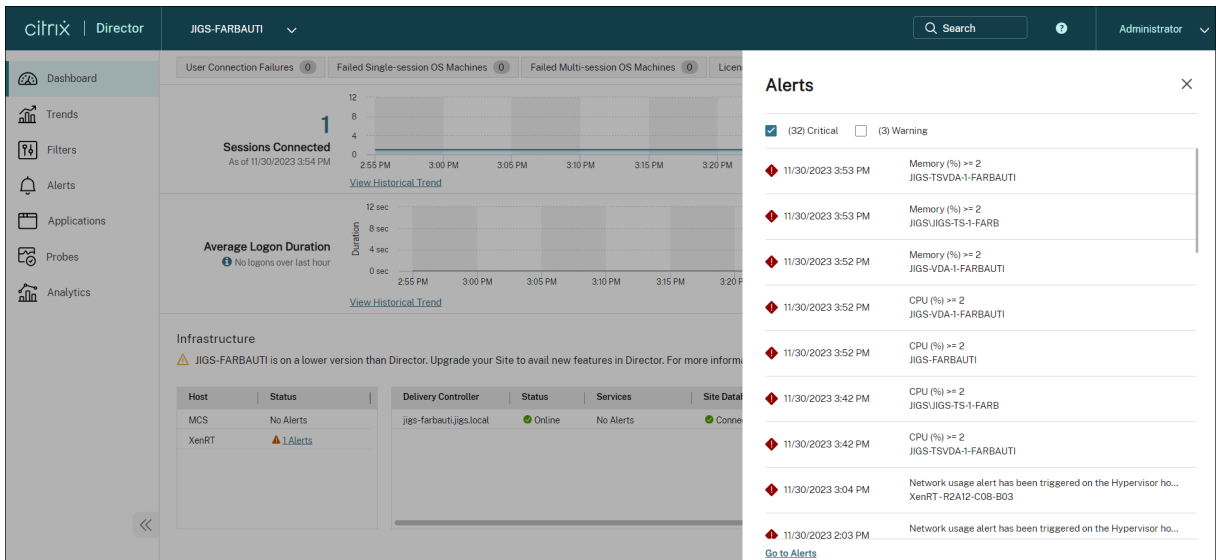 citrix | Director
JIGS-FARBAUTI
Search
Administrator
Dashboard
Trends
Filters
Alerts
Applications
Probes
Analytics
User Connection Failures 0
Failed Single-session OS Machines 0
Failed Multi-session OS Machines 0
Licen
1
Sessions Connected
As of 11/30/2023 3:54 PM
12
8
4
0
2:55 PM 3:00 PM 3:05 PM 3:10 PM 3:15 PM 3:20 PM
View Historical Trend
Average Logon Duration
No logons over last hour
Duration
12 sec
8 sec
4 sec
0 sec
2:55 PM 3:00 PM 3:05 PM 3:10 PM 3:15 PM 3:20 P
View Historical Trend
Infrastructure
JIGS-FARBAUTI is on a lower version than Director. Upgrade your Site to avail new features in Director. For more informa
Host Status
MCS No Alerts
XenRT 1 Alerts
Delivery Controller Status Services Site Datal
jigs-farbauti.jigs.local Online No Alerts Conne
Alerts
(32) Critical (3) Warning
11/30/2023 3:53 PM
Memory (%) >= 2
JIGS-TSVDA-1-FARBAUTI
11/30/2023 3:53 PM
Memory (%) >= 2
JIGS\JIGS-TS-1-FARB
11/30/2023 3:52 PM
Memory (%) >= 2
JIGS-VDA-1-FARBAUTI
11/30/2023 3:52 PM
CPU (%) >= 2
JIGS-VDA-1-FARBAUTI
11/30/2023 3:52 PM
CPU (%) >= 2
JIGS-FARBAUTI
11/30/2023 3:42 PM
CPU (%) >= 2
JIGS\JIGS-TS-1-FARB
11/30/2023 3:42 PM
CPU (%) >= 2
JIGS-TSVDA-1-FARBAUTI
11/30/2023 3:04 PM
Network usage alert has been triggered on the Hypervisor ho...
XenRT - R2A12-C08-B03
11/30/2023 2:03 PM
Network usage alert has been triggered on the Hypervisor ho...
Go to Alerts